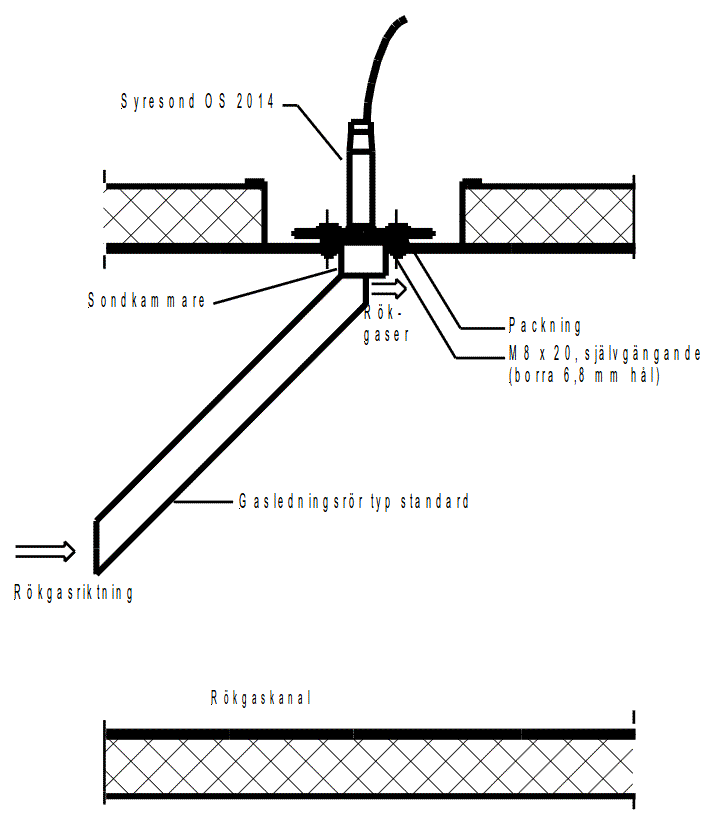 Syresond OS 2014
Sondkammare
Rök-
gaser
Packning
M8 x 20, självgängande
(borra 6,8 mm hål)
Gasledningsrör typ standard
Rökgasriktning
Rökgaskanal